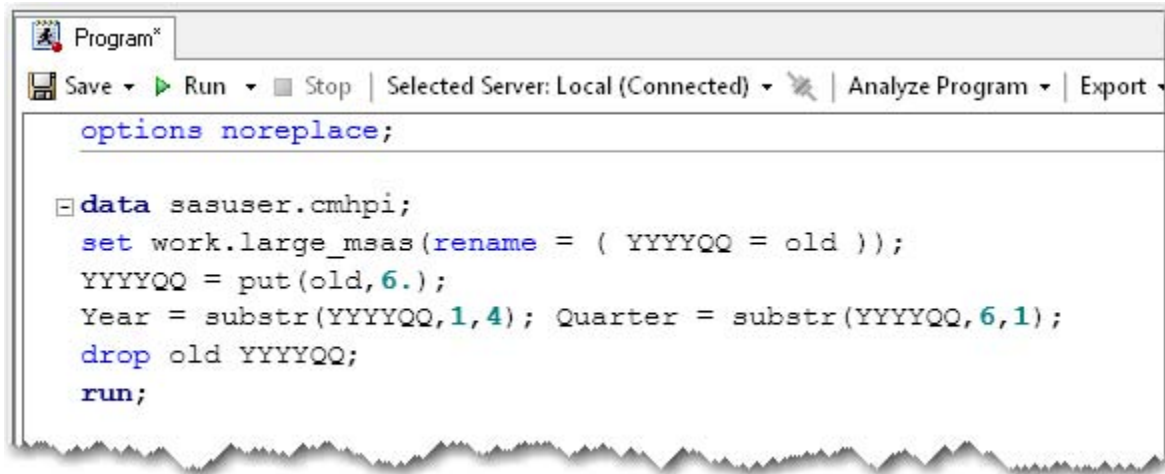 Program*
Save Run Stop | Selected Server: Local (Connected) | Analyze Program | Export
options noreplace;
data sasuser.cmhpi;
set work.large_msas(rename = ( YYYYQQ = old ));
YYYYQQ = put(old,6.);
Year = substr(YYYYQQ,1,4); Quarter = substr(YYYYQQ,6,1);
drop old YYYYQQ;
run;